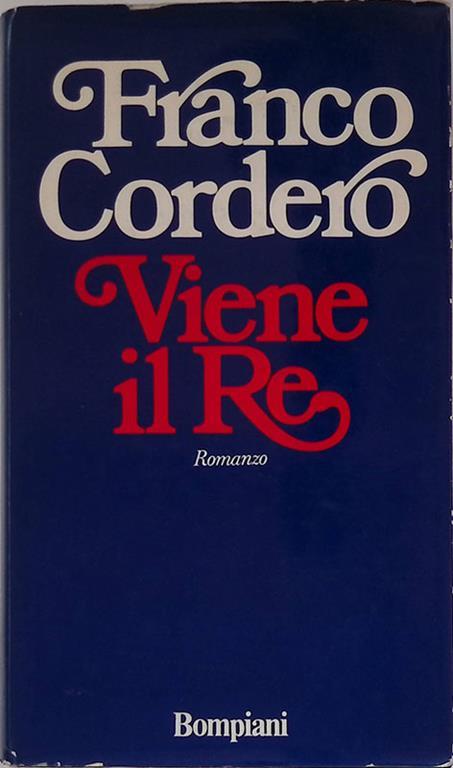 Franco
Cordero
Viene
il Re
Romanzo
Bompiani